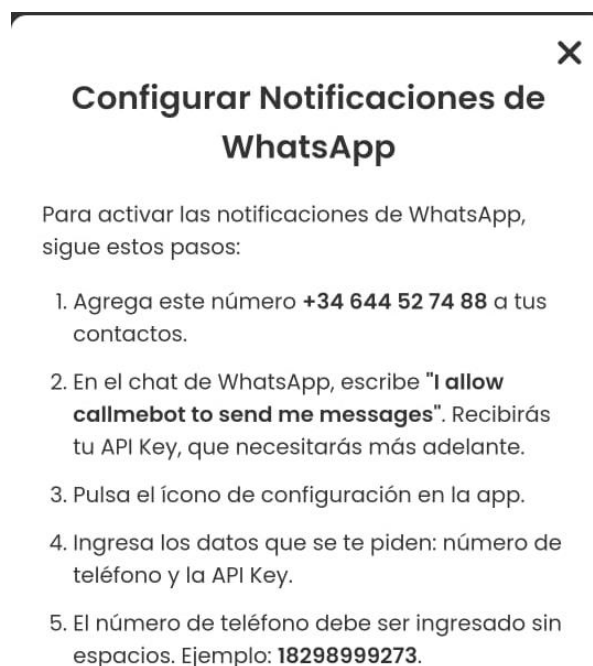 Configurar Notificaciones de
WhatsApp
Para activar las notificaciones de WhatsApp,
sigue estos pasos:
1. Agrega este número +34 644 52 74 88 a tus
contactos.
2. En el chat de WhatsApp, escribe "I allow
callmebot to send me messages". Recibirás
tu API Key, que necesitarás más adelante.
3. Pulsa el ícono de configuración en la app.
4. Ingresa los datos que se te piden: número de
teléfono y la API Key.
5. El número de teléfono debe ser ingresado sin
espacios. Ejemplo: 18298999273.